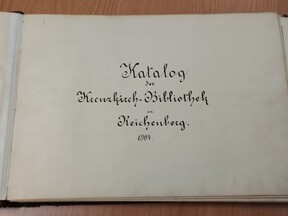 Katalog
der
Kreuzkirch-Bibliothek
in
Reichenberg.
1904